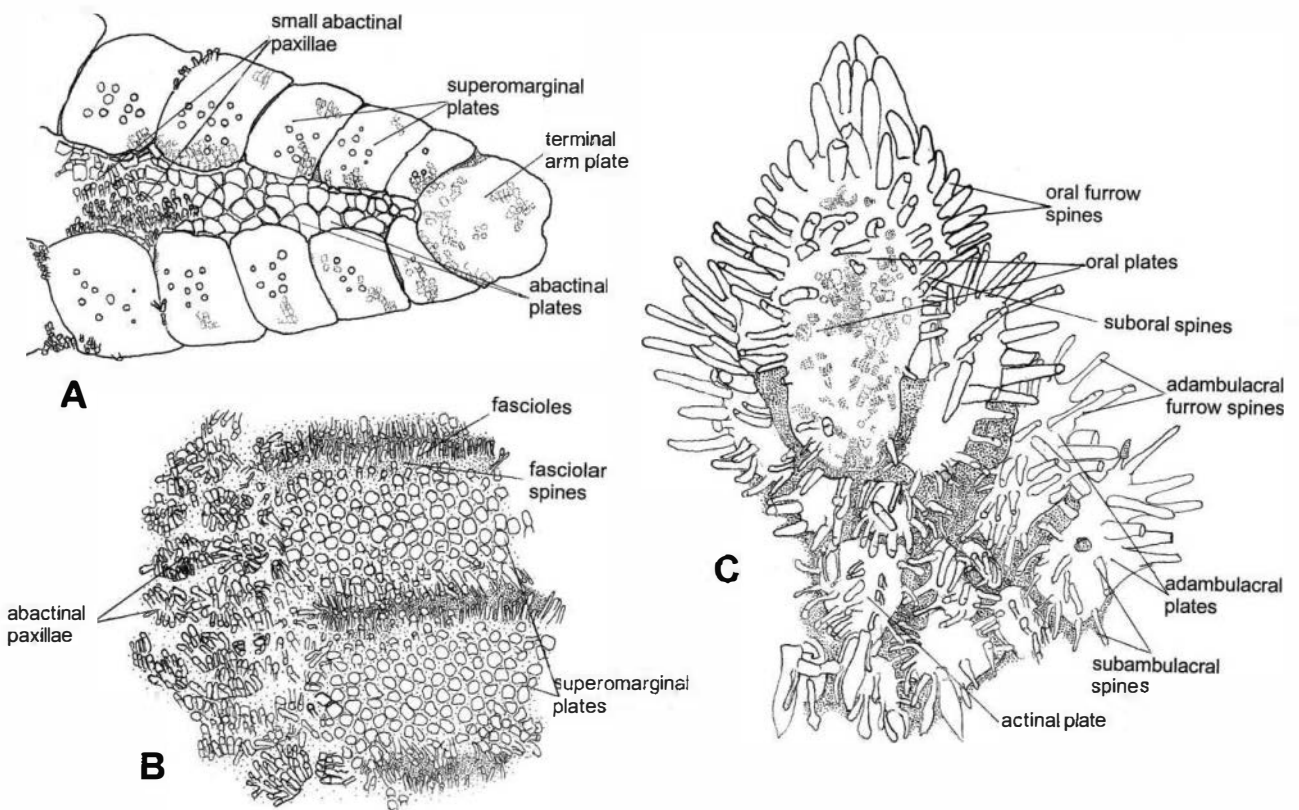 small abactinal
paxillae
superomarginal
plates
terminal
arm plate
abactinal
plates
A
fascioles
fasciolar
spines
abactinal
paxillae
superomarginal
plates
B
oral furrow
spines
oral plates
suboral spines
adambulacral
furrow spines
C
adambulacral
plates
subambulacral
spines
actinal plate